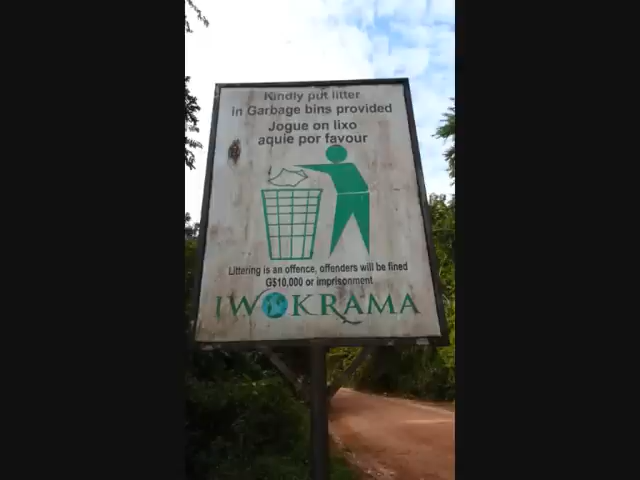 Kindly put litter
in Garbage bins provided
Jogue on lixo
aquie por favour
Littering is an offence, offenders will be fined
G$10,000 or imprisonment
IWOKRAMA